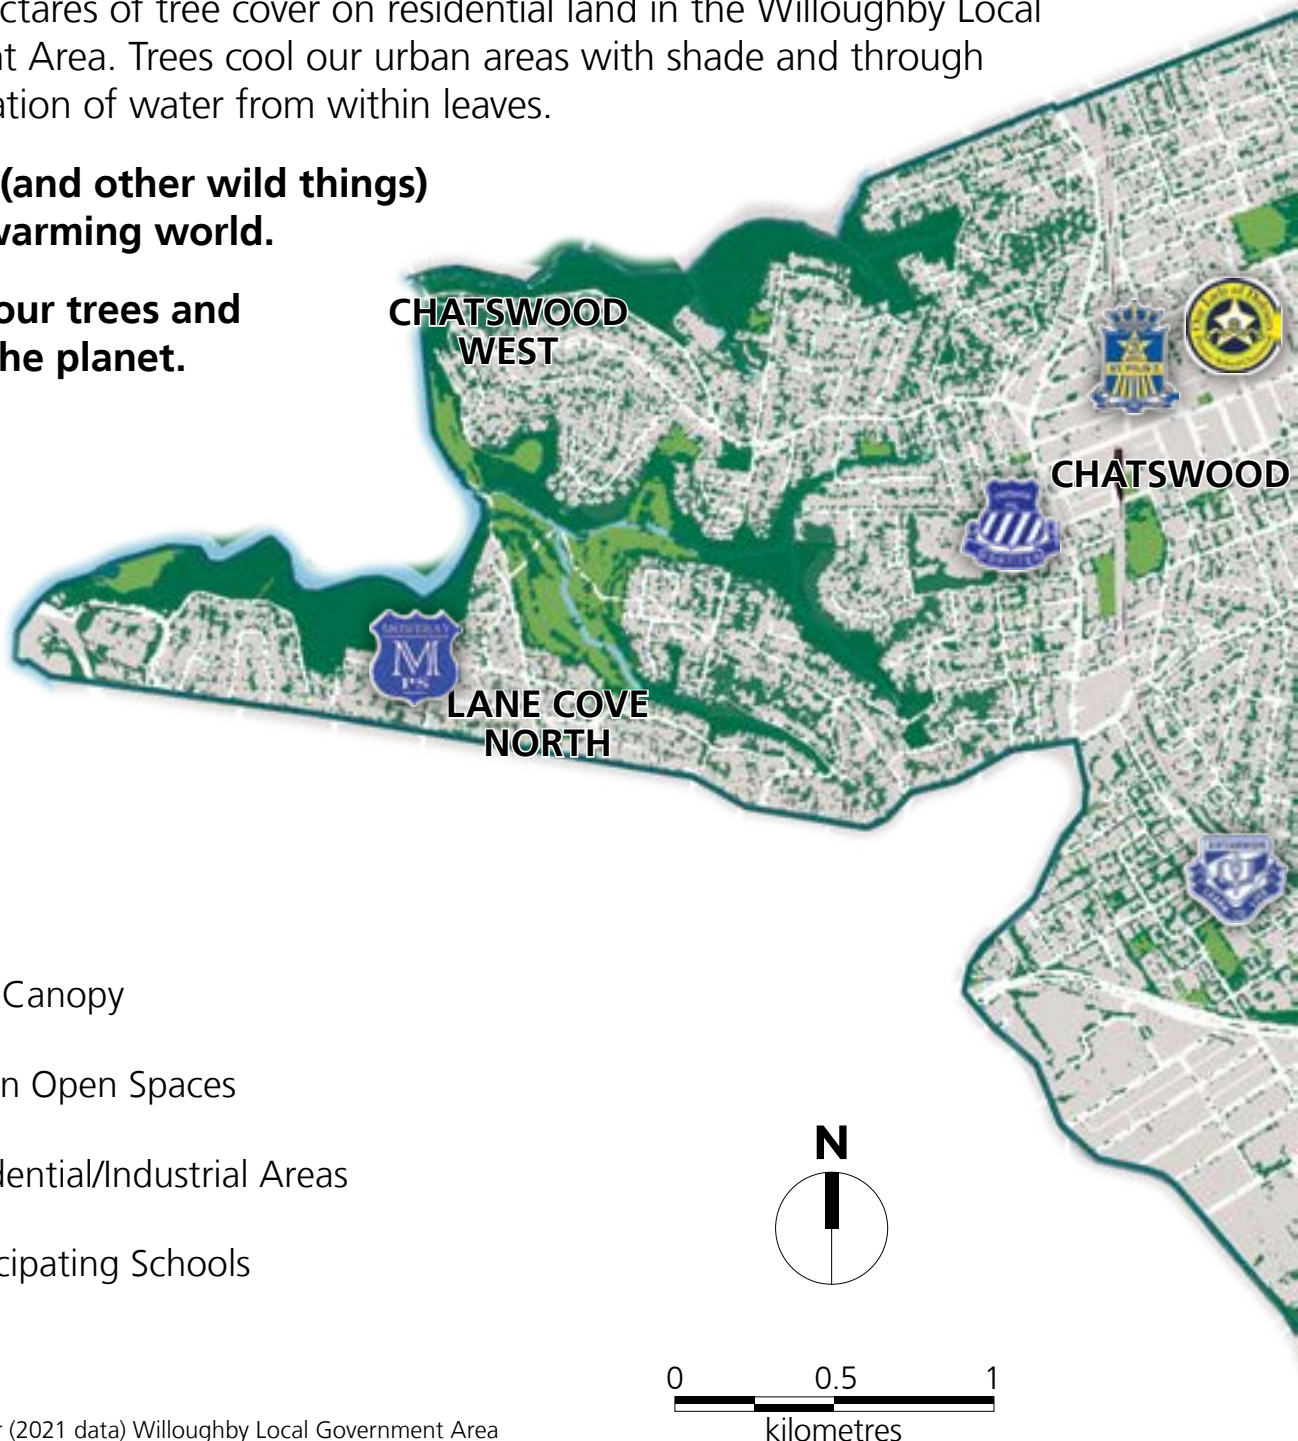 ctares of tree cover on residential land in the Willoughby Local
t Area. Trees cool our urban areas with shade and through
ation of water from within leaves.
(and other wild things)
warming world.
our trees and
he planet.
CHATSWOOD
WEST
CHATSWOOD
MOWBRAY
M
PS
LANE COVE
NORTH
Canopy
n Open Spaces
dential/Industrial Areas
cipating Schools
N
0 0.5 1
kilometres
r (2021 data) Willoughby Local Government Area